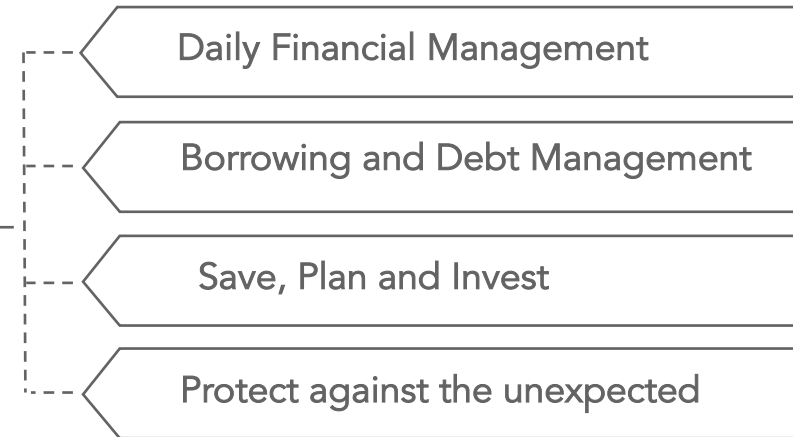 Daily Financial Management
Borrowing and Debt Management
Save, Plan and Invest
Protect against the unexpected